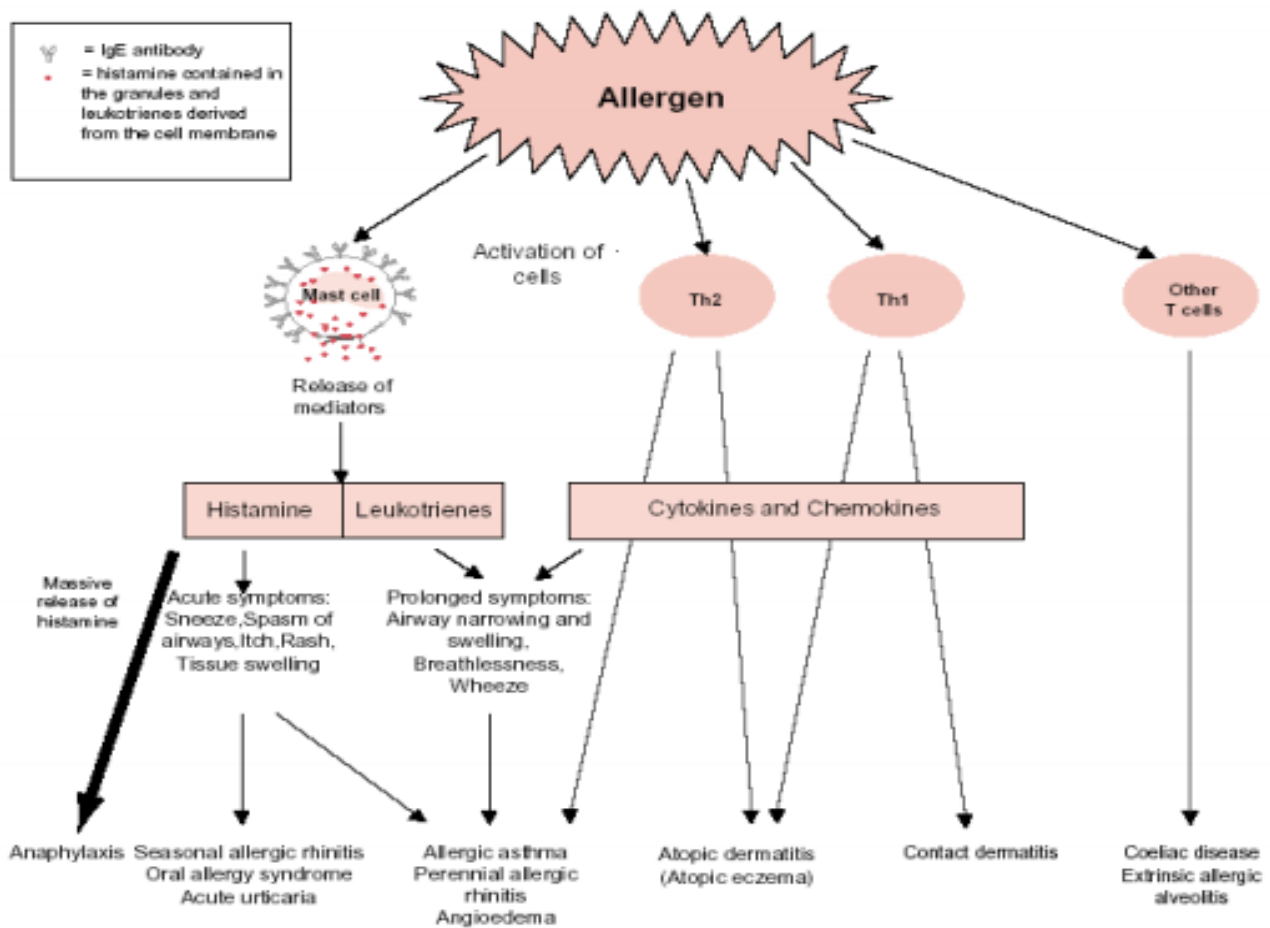 = IgE antibody
= histamine contained in
the granules and
leukotrienes derived
from the cell membrane
Allergen
Activation of
cells
Mast cell
Th2
Th1
Other
T cells
Release of
mediators
Histamine
Leukotrienes
Cytokines and Chemokines
Massive
release of
histamine
Acute symptoms:
Sneeze,Spasm of
airways,Itch,Rash,
Tissue swelling
Prolonged symptoms:
Airway narrowing and
swelling,
Breathlessness,
Wheeze
Anaphylaxis
Seasonal allergic rhinitis
Oral allergy syndrome
Acute urticaria
Allergic asthma
Perennial allergic
rhinitis
Angioedema
Atopic dermatitis
(Atopic eczema)
Contact dermatitis
Coeliac disease
Extrinsic allergic
alveolitis